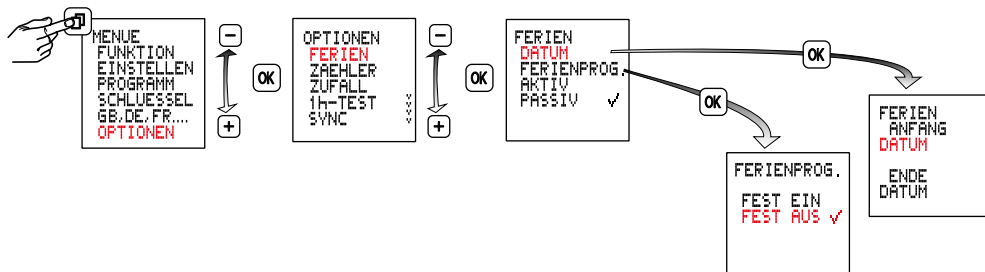 MENUE
FUNKTION
EINSTELLEN
PROGRAMM
SCHLUESSEL
GB,DE,FR....
OPTIONEN
OK
OPTIONEN
FERIEN
ZAEHLER
ZUFALL
1h-TEST
SYNC
OK
FERIEN
DATUM
FERIENPROG.
AKTIV
PASSIV ✓
OK
OK
FERIENPROG.
FEST EIN
FEST AUS ✓
FERIEN
ANFANG
DATUM
ENDE
DATUM